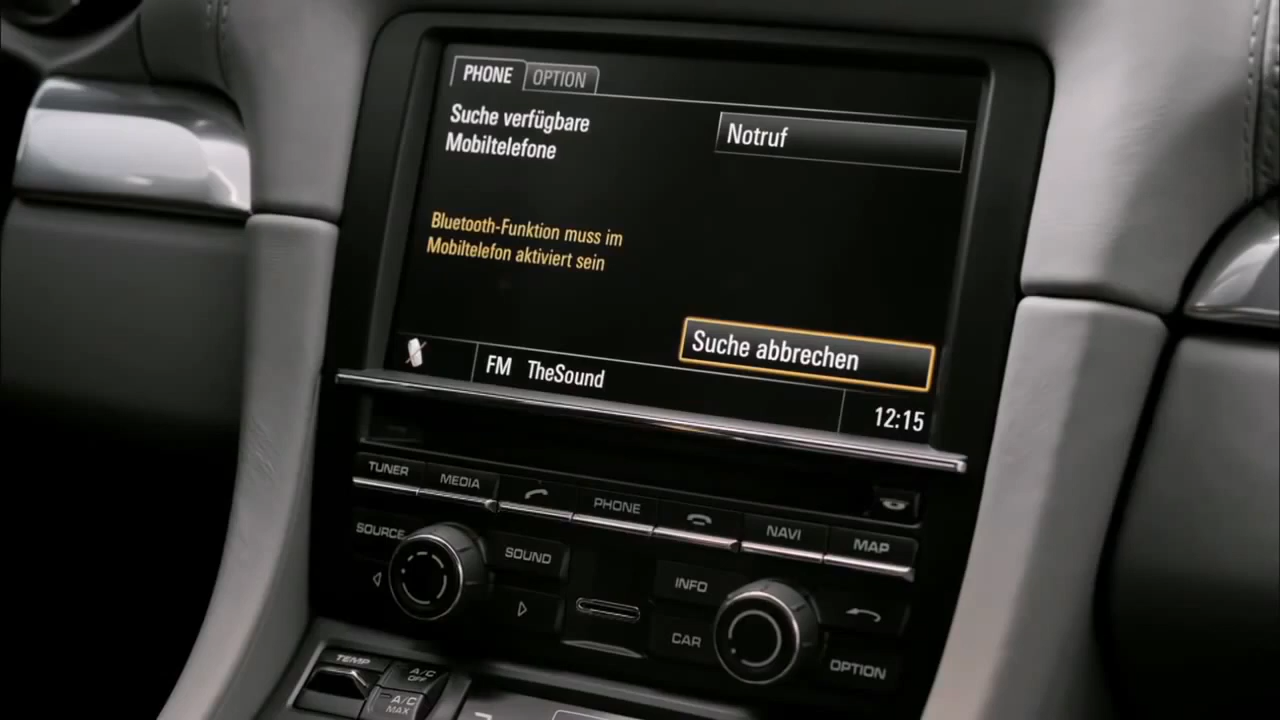 PHONE OPTION
Suche verfügbare
Mobiltelefone
Notruf
Bluetooth-Funktion muss im
Mobiltelefon aktiviert sein
Suche abbrechen
FM TheSound
12:15
TUNER MEDIA PHONE NAVI MAP
SOURCE SOUND INFO
CAR OPTION
TEMP A/C OFF
A/C MAX